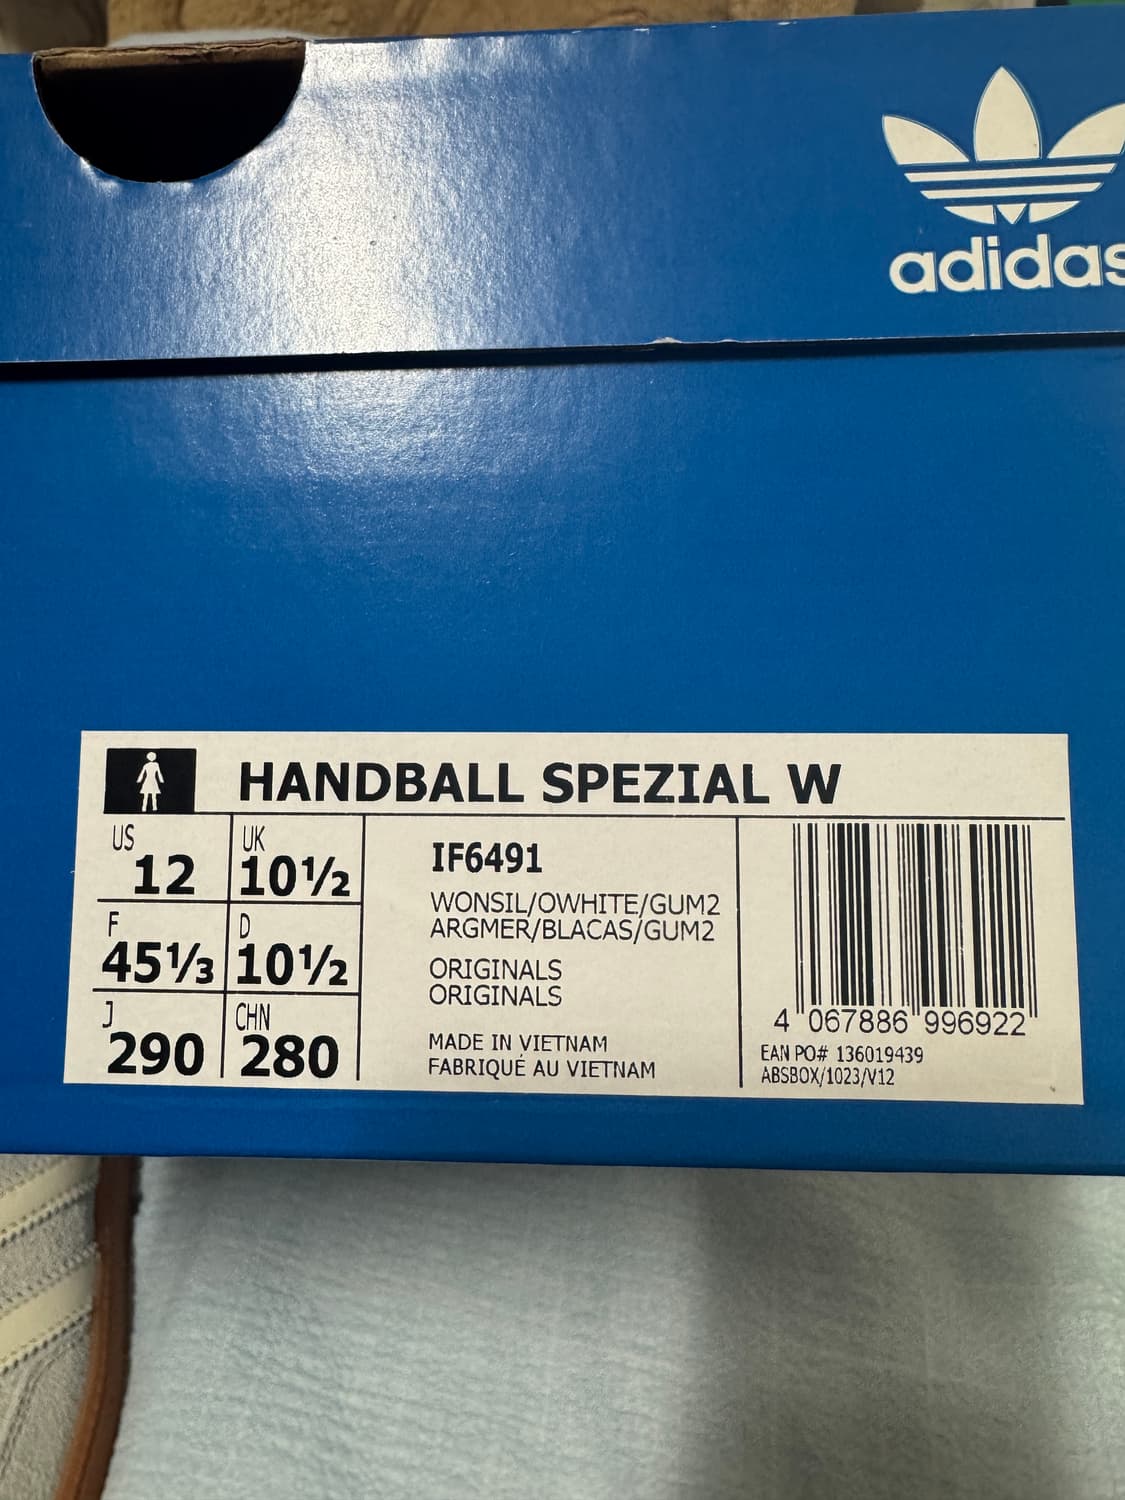 adidas
HANDBALL SPEZIAL W
US
12
UK
10½
F
45⅓
D
10½
J
290
CHN
280
IF6491
WONSIL/OWHITE/GUM2
ARGMER/BLACAS/GUM2
ORIGINALS
ORIGINALS
MADE IN VIETNAM
FABRIQUÉ AU VIETNAM
4 067886 996922
EAN PO# 136019439
ABSBOX/1023/V12